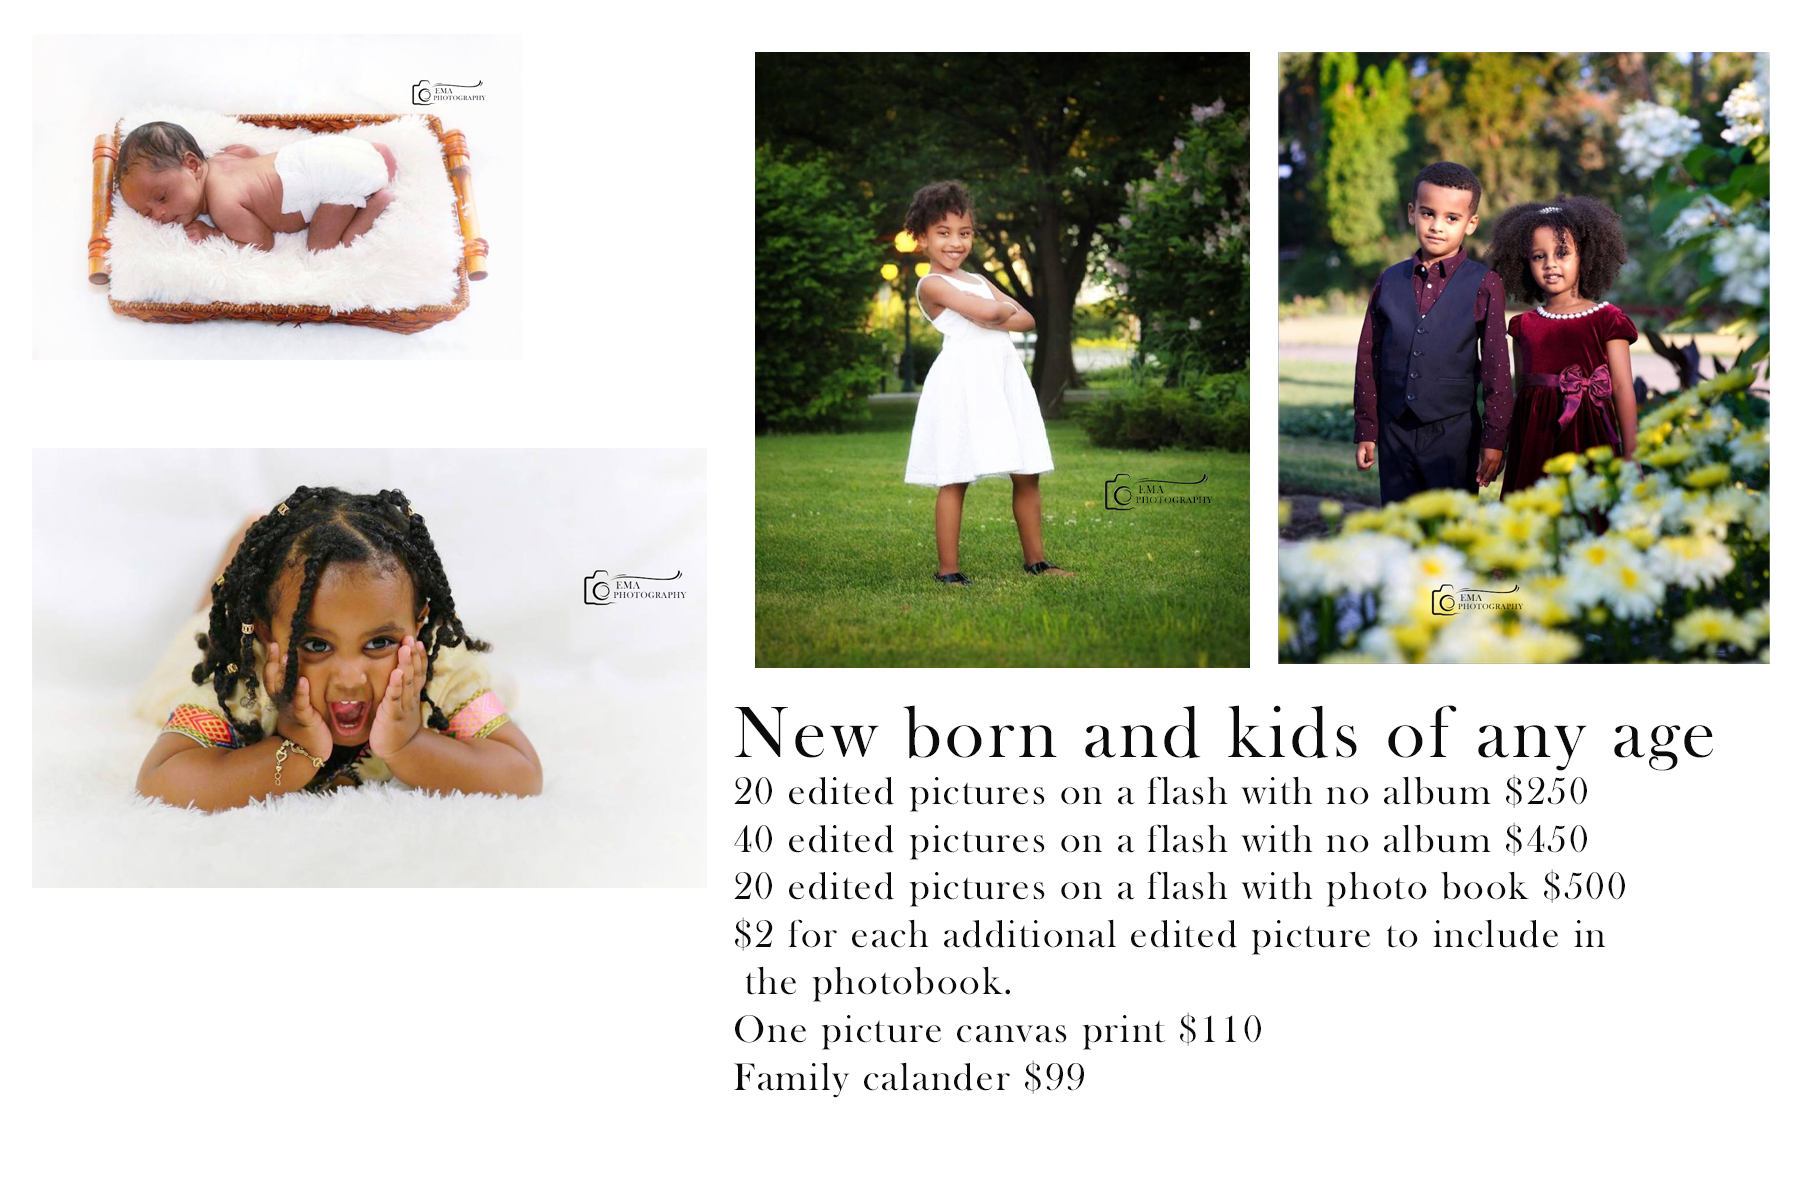 EMA
PHOTOGRAPHY
EMA
PHOTOGRAPHY
EMA
PHOTOGRAPHY
EMA
PHOTOGRAPHY
New born and kids of any age
20 edited pictures on a flash with no album $250
40 edited pictures on a flash with no album $450
20 edited pictures on a flash with photo book $500
$2 for each additional edited picture to include in
the photobook.
One picture canvas print $110
Family calander $99